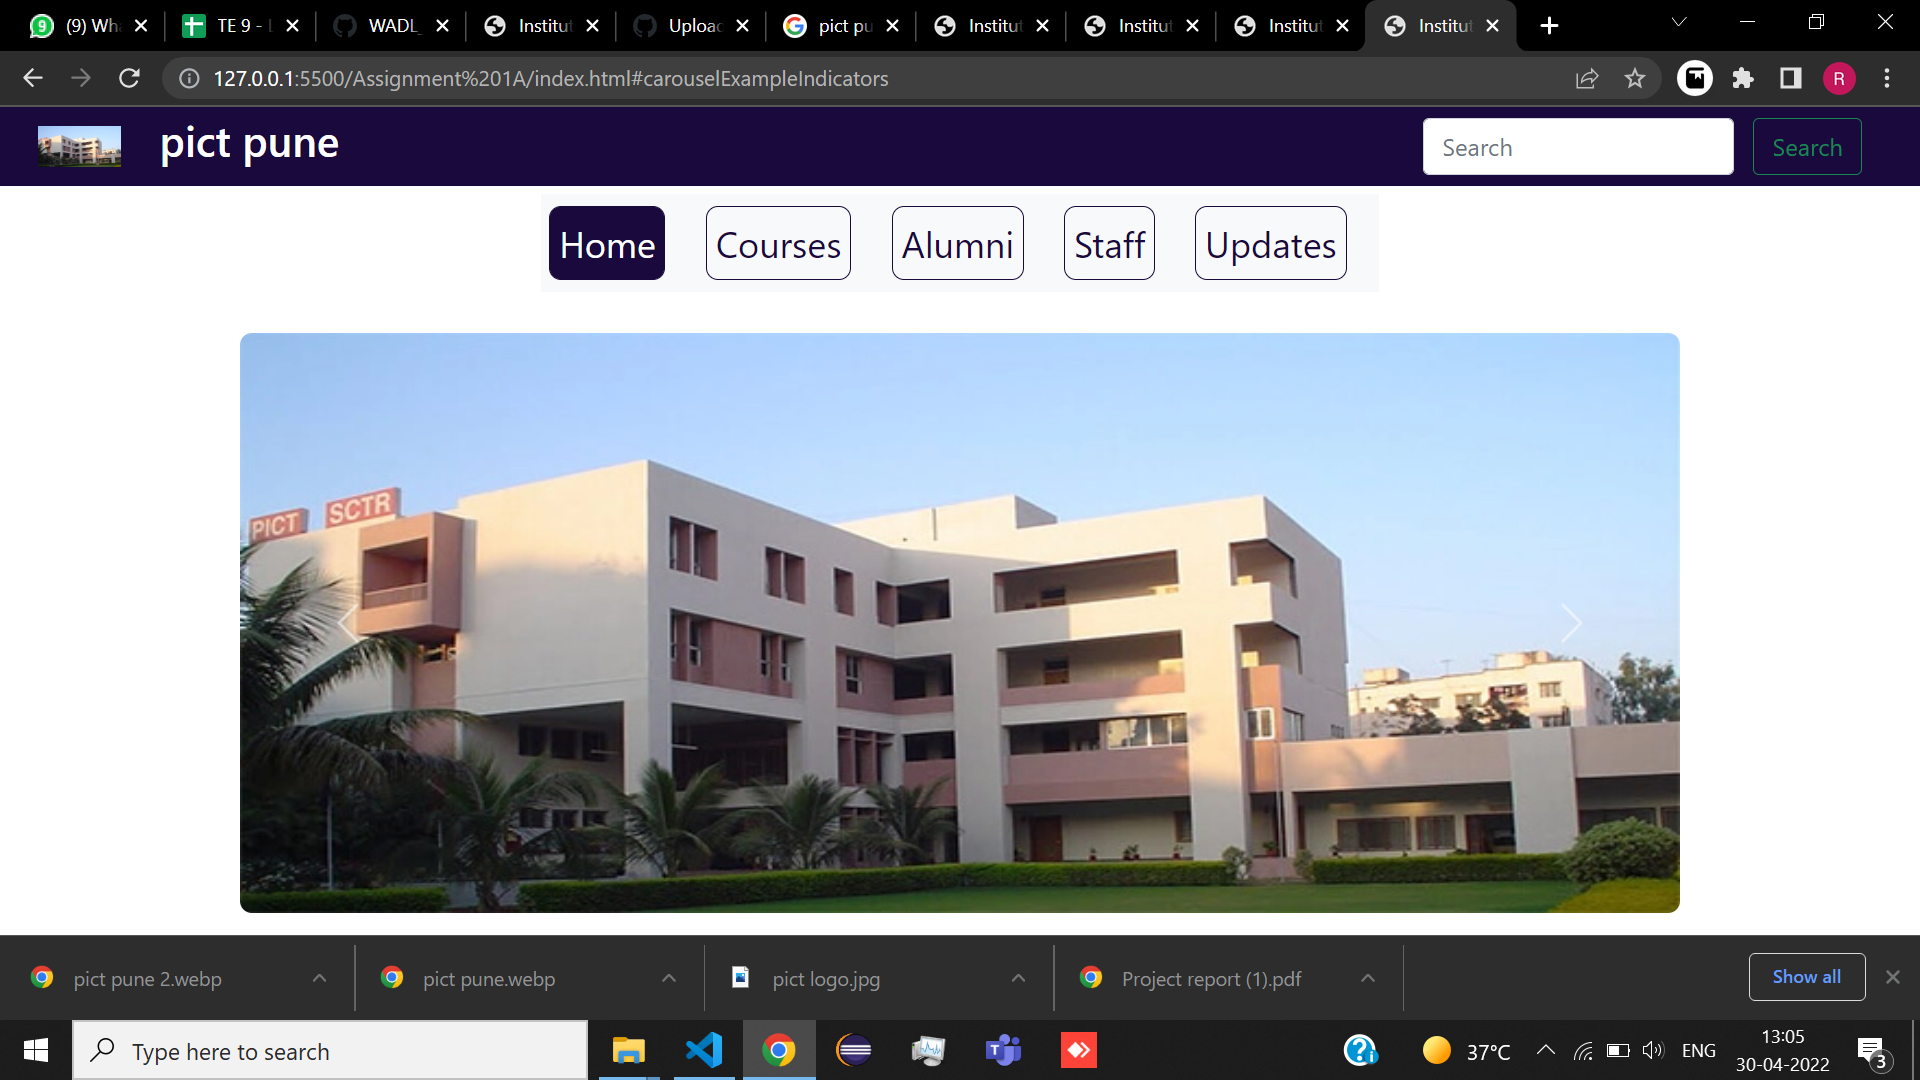 (9) Wh
TE 9 -
WADL_
Institut
Upload
pict pu
Institut
Institut
Institut
Institut
127.0.0.1:5500/Assignment%201A/index.html#carouselExampleIndicators
R
pict pune
Search
Search
Home
Courses
Alumni
Staff
Updates
PICT SCTR
pict pune 2.webp
pict pune.webp
pict logo.jpg
Project report (1).pdf
Show all
Type here to search
37°C
ENG
13:05
30-04-2022
3